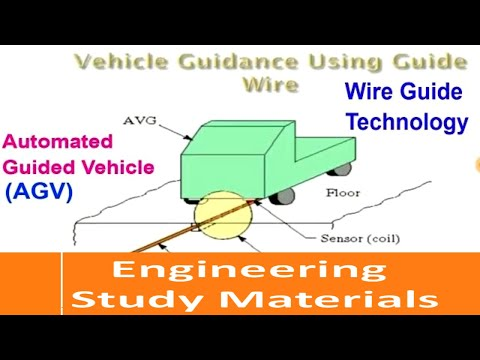 Vehicle Guidance Using Guide
Wire
Wire Guide
Technology
AVG
Automated
Guided Vehicle
(AGV)
Floor
Sensor (coil)
Engineering
Study Materials